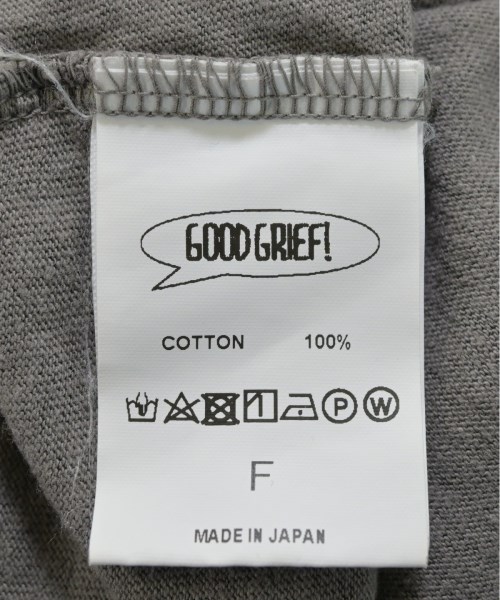 GOOD GRIEF!
COTTON 100%
P W
F
MADE IN JAPAN